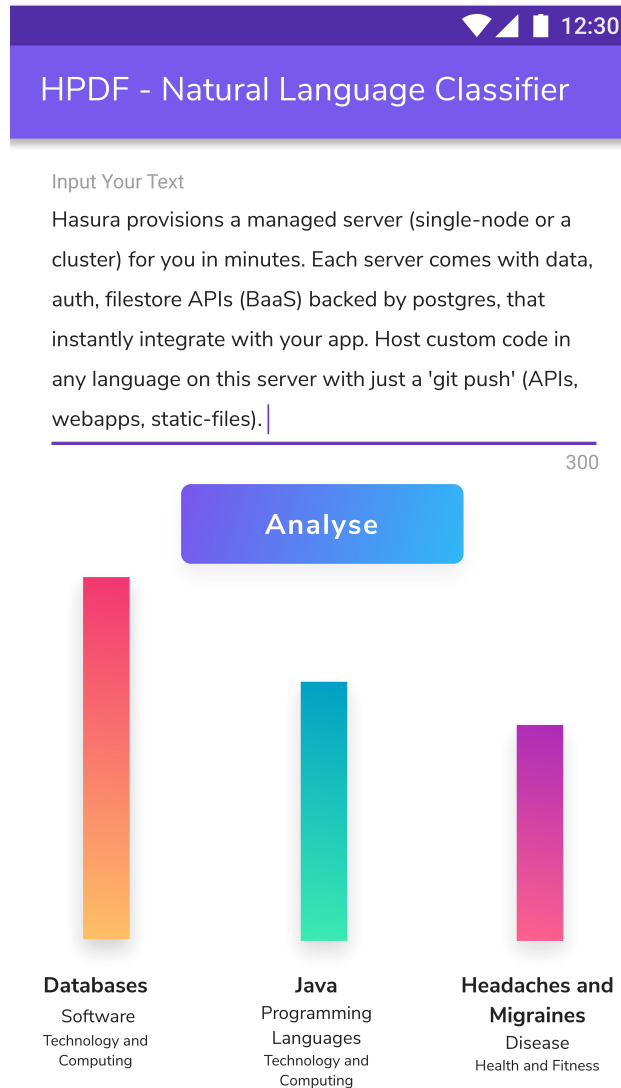 12:30
HPDF - Natural Language Classifier
Input Your Text
Hasura provisions a managed server (single-node or a
cluster) for you in minutes. Each server comes with data,
auth, filestore APIs (BaaS) backed by postgres, that
instantly integrate with your app. Host custom code in
any language on this server with just a 'git push' (APIs,
webapps, static-files).
300
Analyse
Databases
Software
Technology and
Computing
Java
Programming
Languages
Technology and
Computing
Headaches and
Migraines
Disease
Health and Fitness